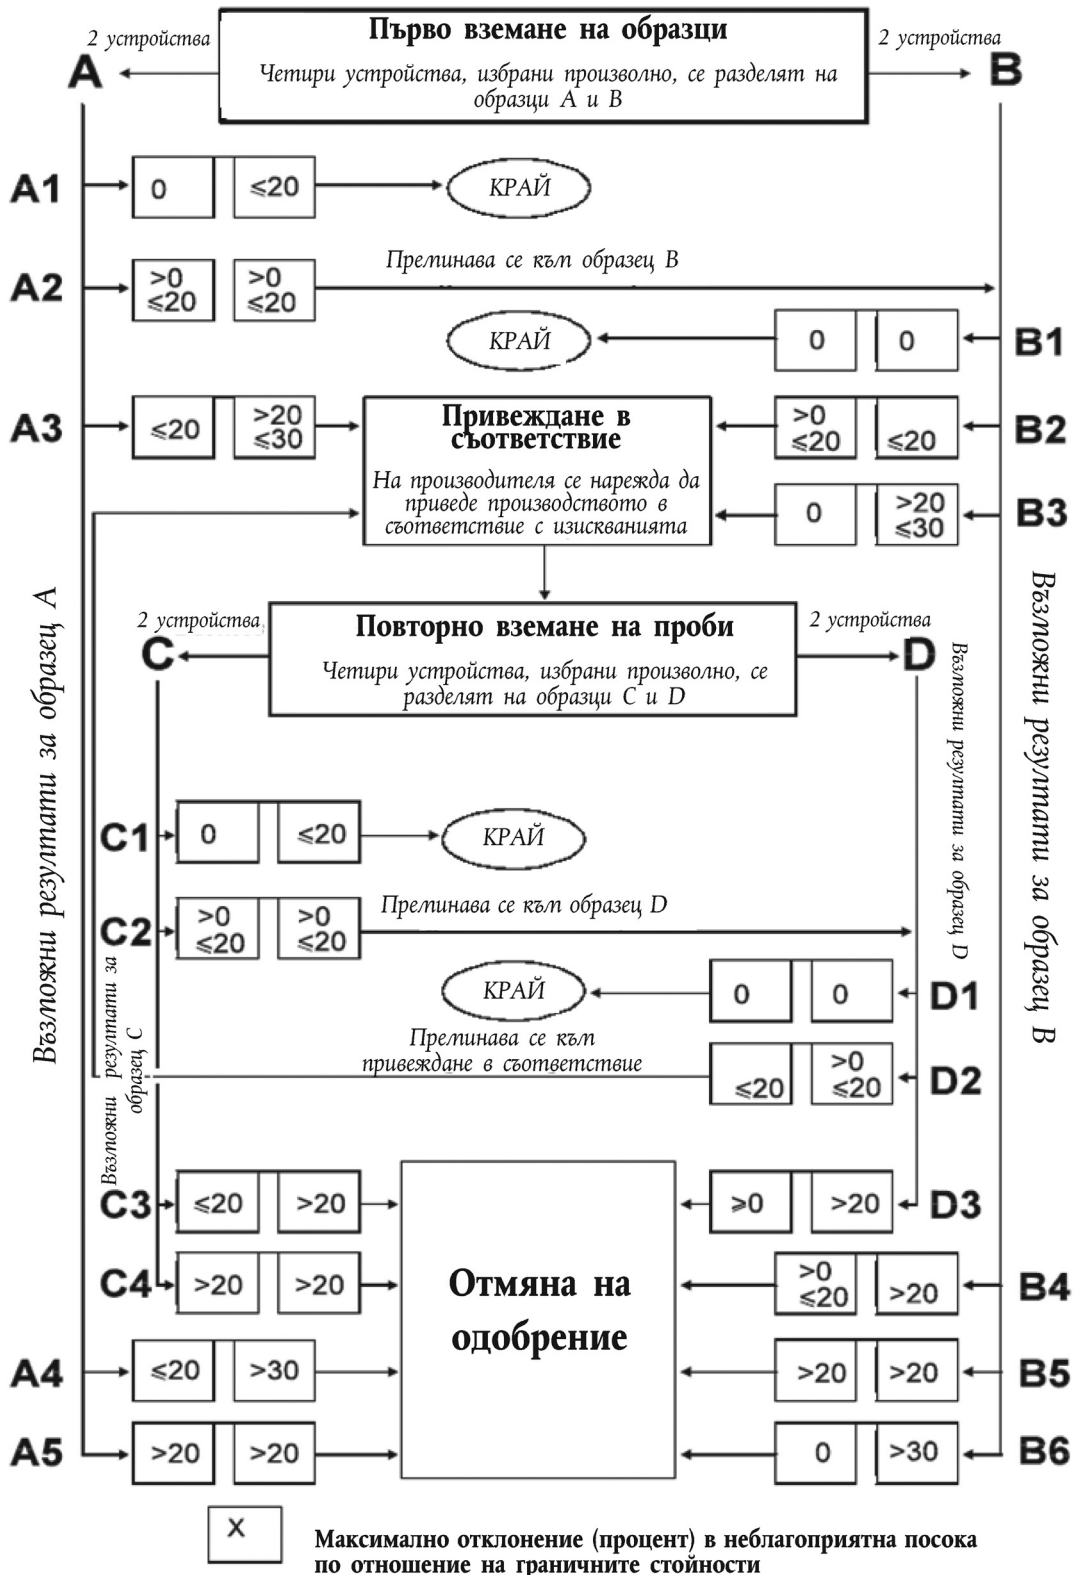 Първо вземане на образци
2 устройства
2 устройства
A
Четири устройства, избрани произволно, се разделят на
образци A и B
B
A1
0
≤20
КРАЙ
A2
>0
≤20
>0
≤20
Преминава се към образец B
КРАЙ
0
0
B1
A3
≤20
>20
≤30
Привеждане в
съответствие
На производителя се нарежда да
приведе производството в
съответствие с изискванията
>0
≤20
≤20
B2
0
>20
≤30
B3
Възможни резултати за образец A
Възможни резултати за образец B
2 устройства
2 устройства
C
Повторно вземане на проби
Четири устройства, избрани произволно, се
разделят на образци C и D
D
Възможни резултати за образец D
C1
0
≤20
КРАЙ
C2
>0
≤20
>0
≤20
Преминава се към образец D
Възможни резултати за
образец C
КРАЙ
0
0
D1
Преминава се към
привеждане в съответствие
≤20
>0
≤20
D2
C3
≤20
>20
Отмяна на
одобрение
≥0
>20
D3
C4
>20
>20
>0
≤20
>20
B4
A4
≤20
>30
>20
>20
B5
A5
>20
>20
0
>30
B6
X
Максимално отклонение (процент) в неблагоприятна посока
по отношение на граничните стойности